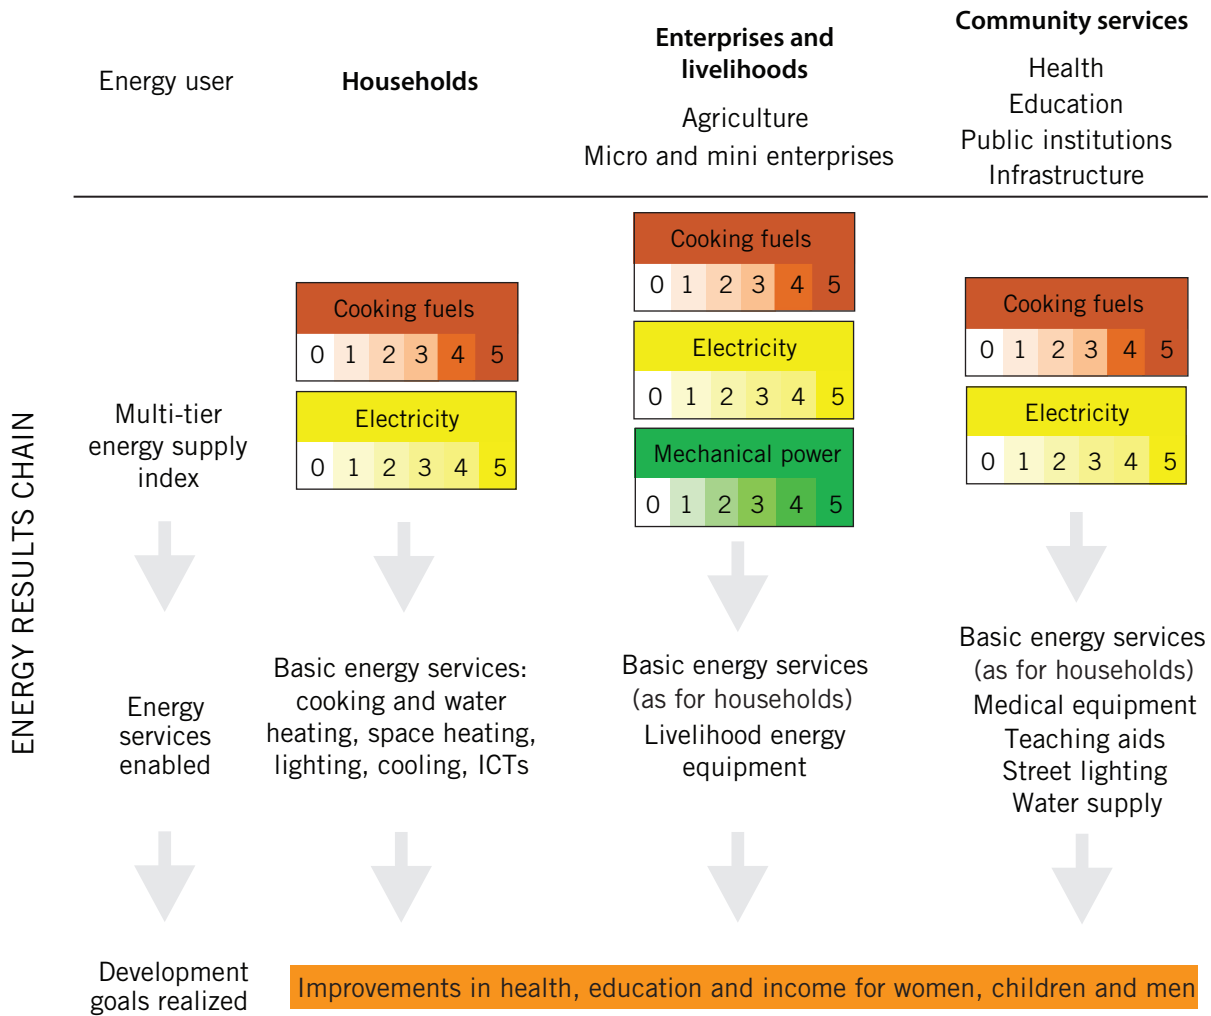 Energy user
Households
Enterprises and
livelihoods
Agriculture
Micro and mini enterprises
Community services
Health
Education
Public institutions
Infrastructure
ENERGY RESULTS CHAIN
Multi-tier
energy supply
index
Cooking fuels
0 1 2 3 4 5
Electricity
0 1 2 3 4 5
Cooking fuels
0 1 2 3 4 5
Electricity
0 1 2 3 4 5
Mechanical power
0 1 2 3 4 5
Cooking fuels
0 1 2 3 4 5
Electricity
0 1 2 3 4 5
Energy
services
enabled
Basic energy services:
cooking and water
heating, space heating,
lighting, cooling, ICTs
Basic energy services
(as for households)
Livelihood energy
equipment
Basic energy services
(as for households)
Medical equipment
Teaching aids
Street lighting
Water supply
Development
goals realized
Improvements in health, education and income for women, children and men